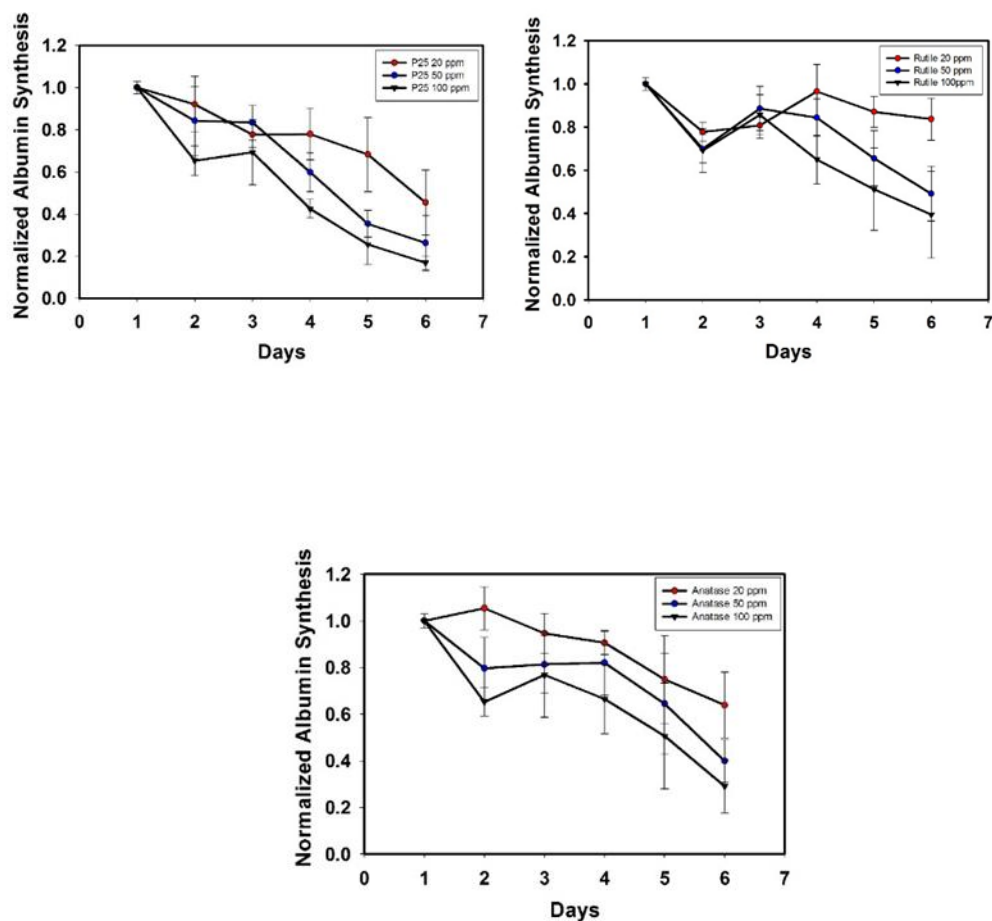 Normalized Albumin Synthesis
1.2
1.0
0.8
0.6
0.4
0.2
0.0
P25 20 ppm
P25 50 ppm
P25 100 ppm
0 1 2 3 4 5 6 7
Days
Normalized Albumin Synthesis
1.2
1.0
0.8
0.6
0.4
0.2
0.0
Rutile 20 ppm
Rutile 50 ppm
Rutile 100ppm
0 1 2 3 4 5 6 7
Days
Normalized Albumin Synthesis
1.2
1.0
0.8
0.6
0.4
0.2
0.0
Anatase 20 ppm
Anatase 50 ppm
Anatase 100 ppm
0 1 2 3 4 5 6 7
Days